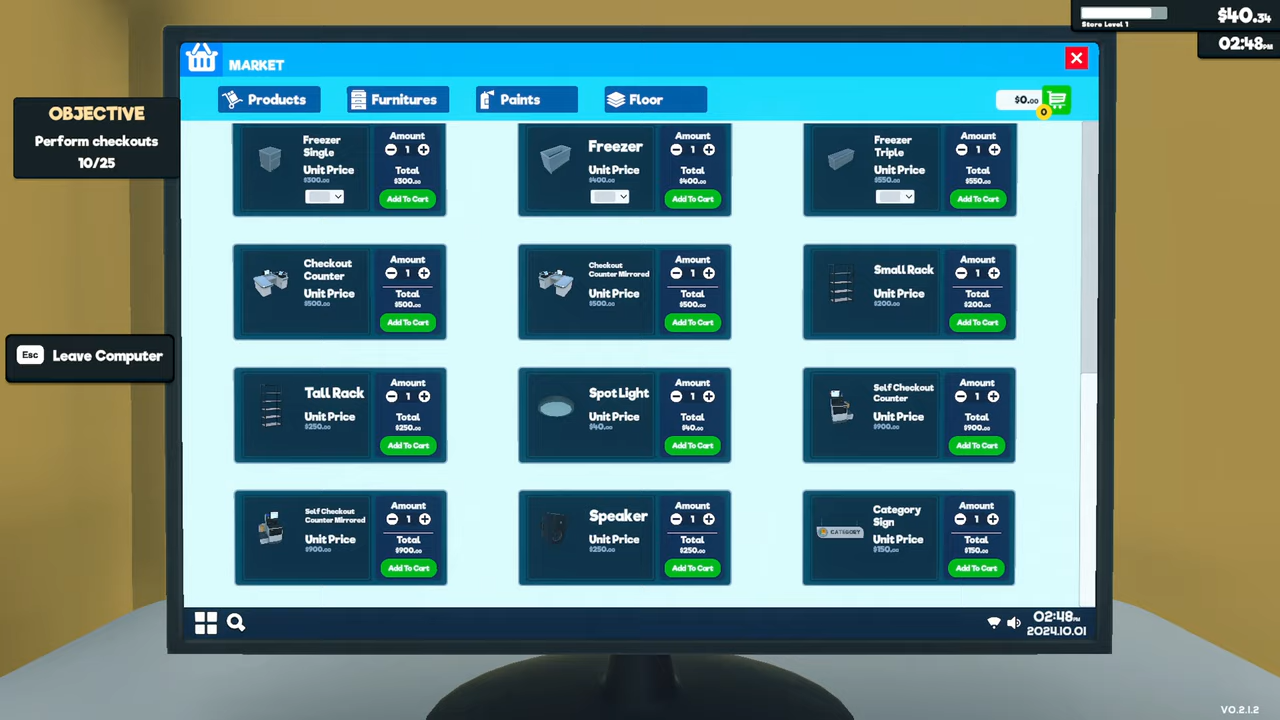 $40.34
Store Level 1
02:48PM
MARKET
Products
Furnitures
Paints
Floor
$0.00
0
OBJECTIVE
Perform checkouts
10/25
Esc
Leave Computer
Freezer
Single
Unit Price
$300.00
Amount
1
Total
$300.00
Add To Cart
Freezer
Unit Price
$400.00
Amount
1
Total
$400.00
Add To Cart
Freezer
Triple
Unit Price
$550.00
Amount
1
Total
$550.00
Add To Cart
Checkout
Counter
Unit Price
$500.00
Amount
1
Total
$500.00
Add To Cart
Checkout
Counter Mirrored
Unit Price
$500.00
Amount
1
Total
$500.00
Add To Cart
Small Rack
Unit Price
$200.00
Amount
1
Total
$200.00
Add To Cart
Tall Rack
Unit Price
$250.00
Amount
1
Total
$250.00
Add To Cart
Spot Light
Unit Price
$40.00
Amount
1
Total
$40.00
Add To Cart
Self Checkout
Counter
Unit Price
$900.00
Amount
1
Total
$900.00
Add To Cart
Self Checkout
Counter Mirrored
Unit Price
$900.00
Amount
1
Total
$900.00
Add To Cart
Speaker
Unit Price
$250.00
Amount
1
Total
$250.00
Add To Cart
CATEGORY
Category
Sign
Unit Price
$150.00
Amount
1
Total
$150.00
Add To Cart
02:48PM
2024.10.01
V0.2.1.2